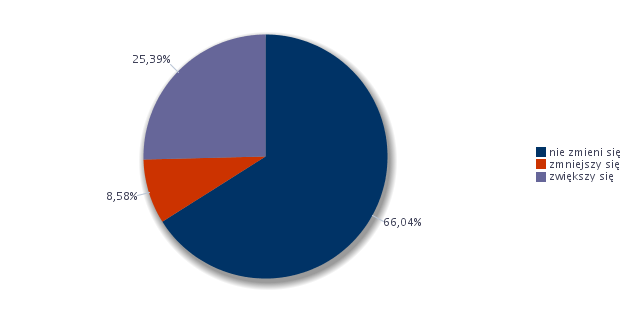 25,39%
8,58%
66,04%
nie zmieni się
zmniejszy się
zwiększy się